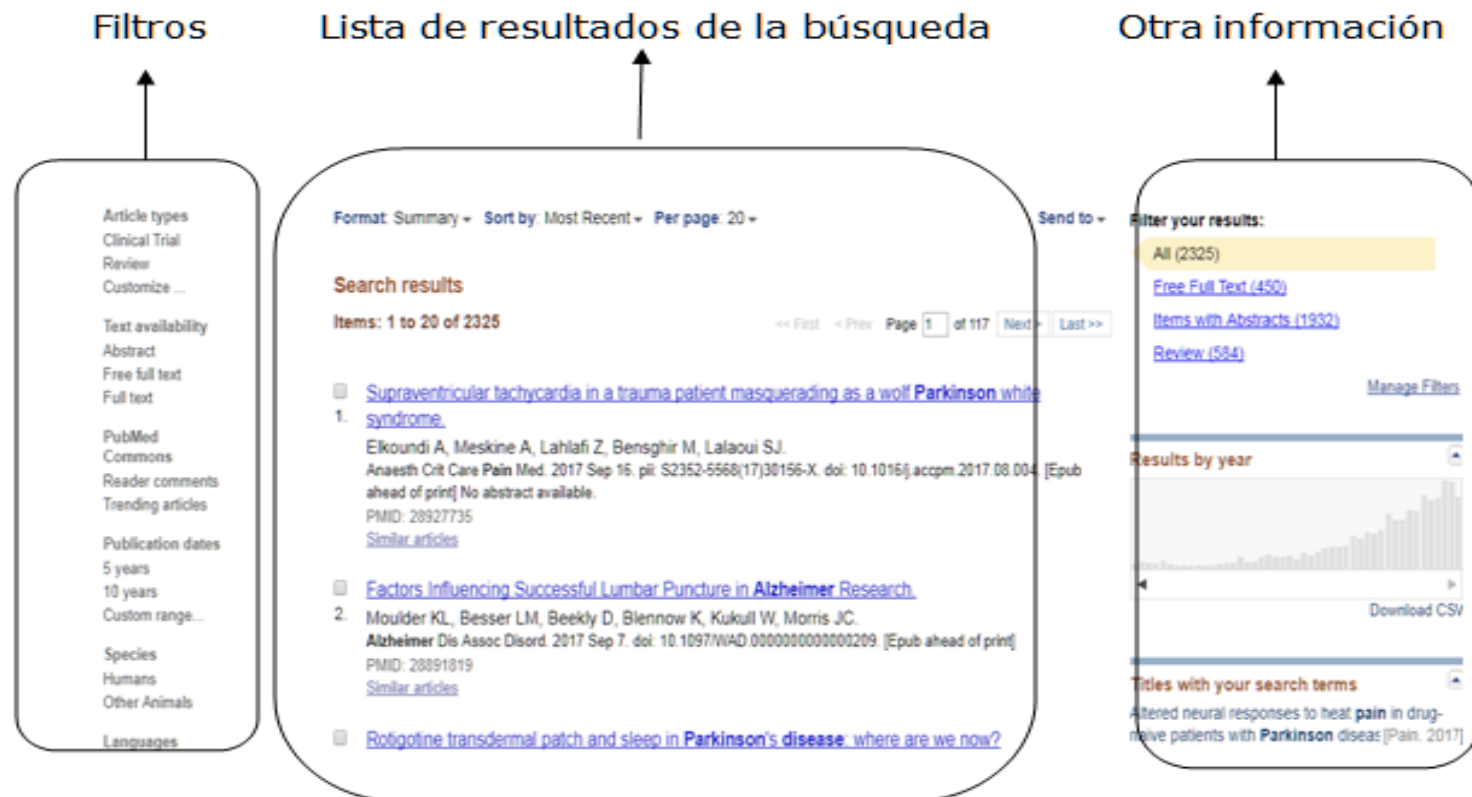 Filtros
Lista de resultados de la búsqueda
Otra información
Article types
Clinical Trial
Review
Customize ...
Text availability
Abstract
Free full text
Full text
PubMed
Commons
Reader comments
Trending articles
Publication dates
5 years
10 years
Custom range...
Species
Humans
Other Animals
Languages
Format: Summary Sort by: Most Recent Per page: 20 Send to
Search results
Items: 1 to 20 of 2325 << First < Prev Page 1 of 117 Next > Last >>
Supraventricular tachycardia in a trauma patient masquerading as a wolf Parkinson white
1. syndrome.
Elkoundi A, Meskine A, Lahlafi Z, Bensghir M, Lalaoui SJ.
Anaesth Crit Care Pain Med. 2017 Sep 16. pii: S2352-5568(17)30156-X. doi: 10.1016/j.accpm.2017.08.004. [Epub
ahead of print] No abstract available.
PMID: 28927735
Similar articles
Factors Influencing Successful Lumbar Puncture in Alzheimer Research.
2. Moulder KL, Besser LM, Beekly D, Blennow K, Kukull W, Morris JC.
Alzheimer Dis Assoc Disord. 2017 Sep 7. doi: 10.1097/WAD.0000000000000209. [Epub ahead of print]
PMID: 28891819
Similar articles
Rotigotine transdermal patch and sleep in Parkinson's disease: where are we now?
Filter your results:
All (2325)
Free Full Text (450)
Items with Abstracts (1932)
Review (584)
Manage Filters
Results by year
Download CSV
Titles with your search terms
Altered neural responses to heat pain in drug-
naive patients with Parkinson diseas [Pain. 2017]